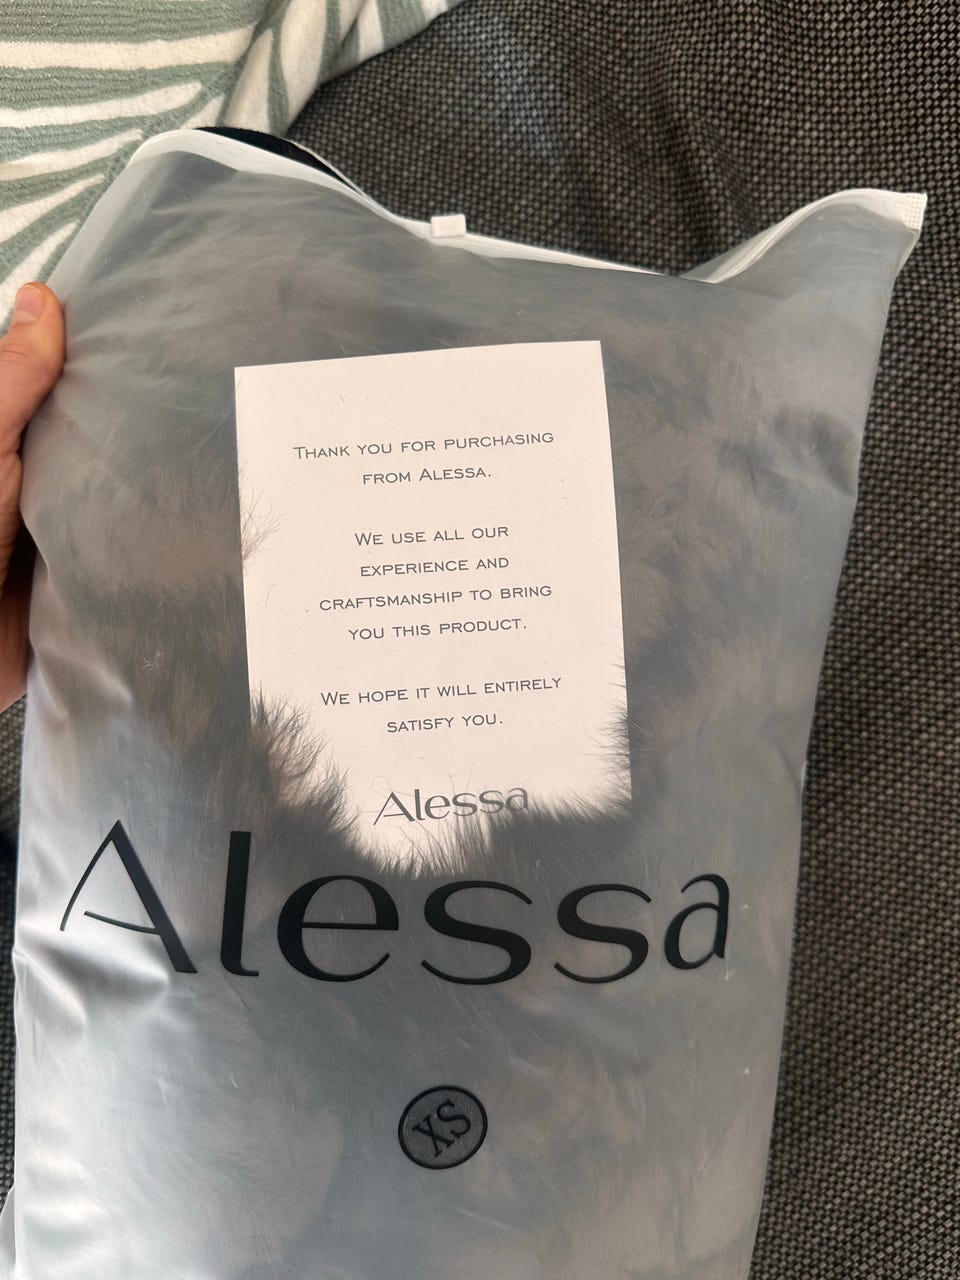 THANK YOU FOR PURCHASING
FROM ALESSA.
WE USE ALL OUR
EXPERIENCE AND
CRAFTSMANSHIP TO BRING
YOU THIS PRODUCT.
WE HOPE IT WILL ENTIRELY
SATISFY YOU.
Alessa
Alessa
XS